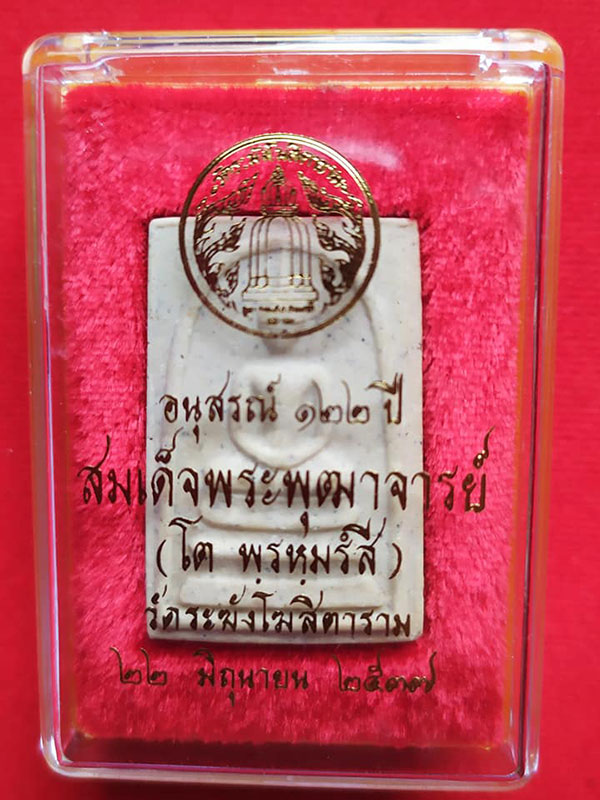 อนุสรณ์ ๑๒๒ ปี
สมเด็จพระพุฒาจารย์
(โต พฺรหฺมรํสี)
วัดระฆังโฆสิตาราม
๒๒ มิถุนายน ๒๕๓๗